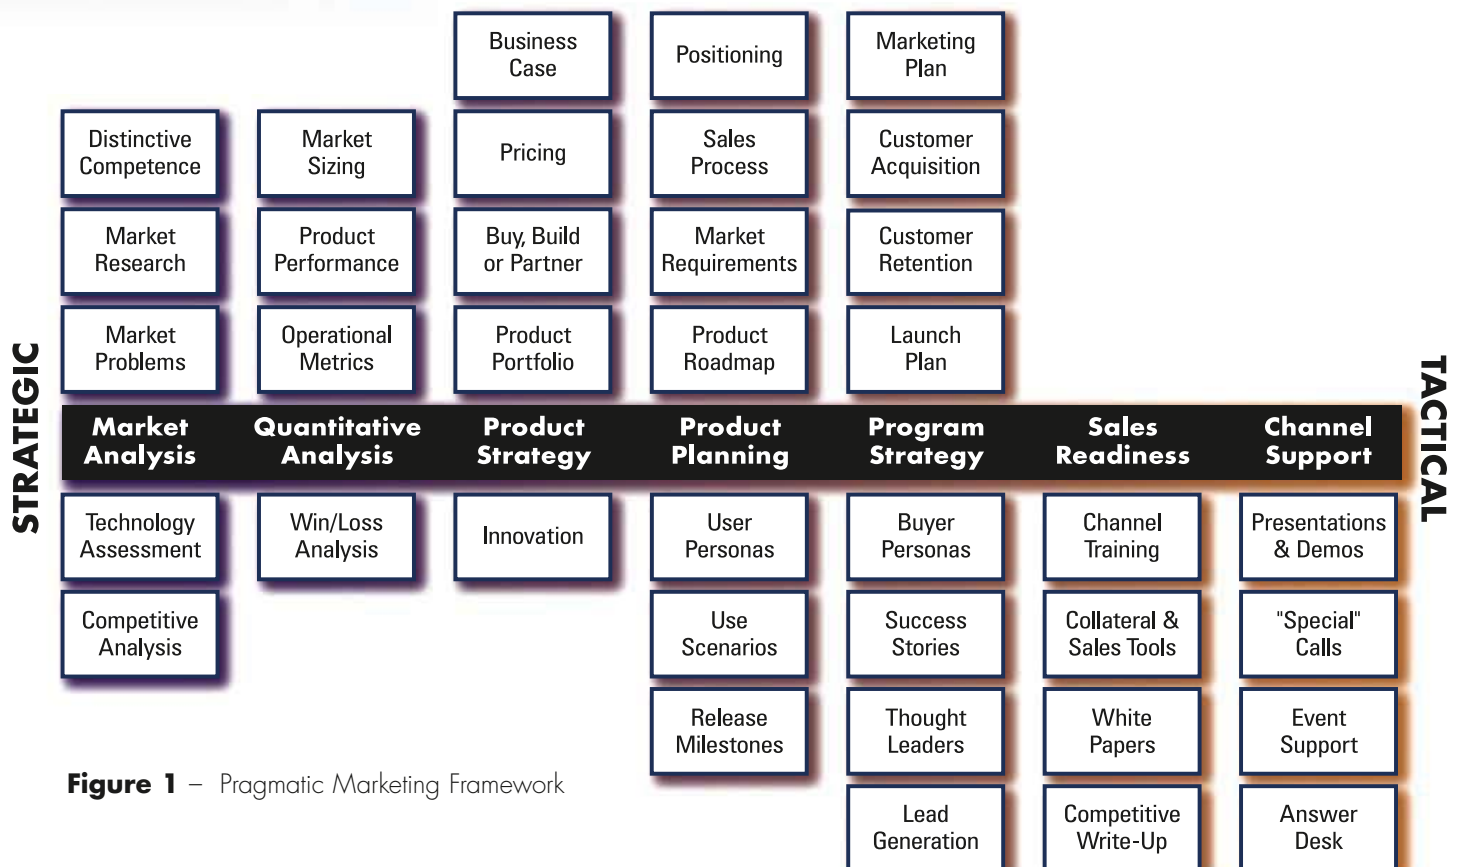 Business
Case
Positioning
Marketing
Plan
Distinctive
Competence
Market
Sizing
Pricing
Sales
Process
Customer
Acquisition
Market
Research
Product
Performance
Buy, Build
or Partner
Market
Requirements
Customer
Retention
Market
Problems
Operational
Metrics
Product
Portfolio
Product
Roadmap
Launch
Plan
STRATEGIC
TACTICAL
Market
Analysis
Quantitative
Analysis
Product
Strategy
Product
Planning
Program
Strategy
Sales
Readiness
Channel
Support
Technology
Assessment
Win/Loss
Analysis
Innovation
User
Personas
Buyer
Personas
Channel
Training
Presentations
& Demos
Competitive
Analysis
Use
Scenarios
Success
Stories
Collateral &
Sales Tools
"Special"
Calls
Release
Milestones
Thought
Leaders
White
Papers
Event
Support
Lead
Generation
Competitive
Write-Up
Answer
Desk
Figure 1 – Pragmatic Marketing Framework